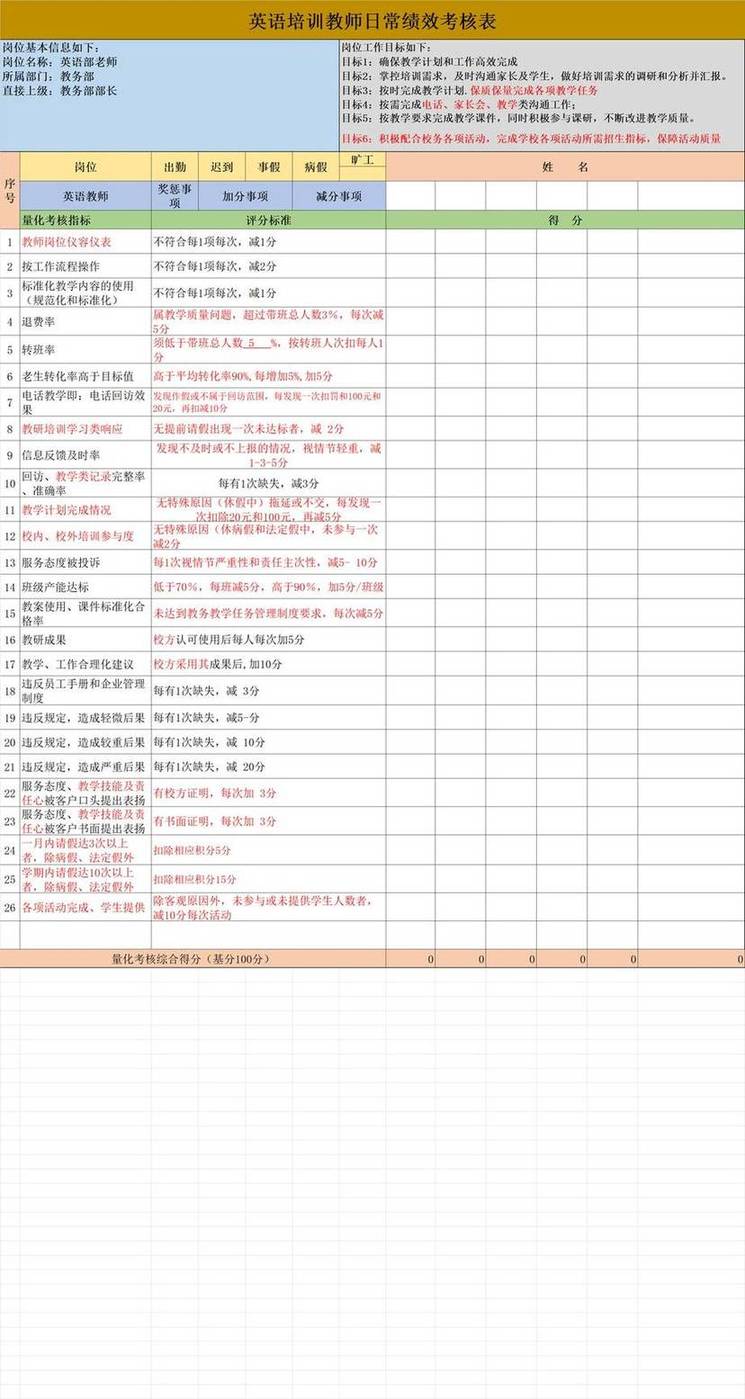 英语培训教师日常绩效考核表
岗位基本信息如下:
岗位名称: 英语部老师
所属部门: 教务部
直接上级: 教务部部长
岗位工作目标如下:
目标1: 确保教学计划和工作高效完成
目标2: 掌控培训需求, 及时沟通家长及学生, 做好培训需求的调研和分析并汇报。
目标3: 按时完成教学计划.保质保量完成各项教学任务
目标4: 按需完成电话、家长会、教学类沟通工作;
目标5: 按教学要求完成教学课件, 同时积极参与课研, 不断改进教学质量。
目标6: 积极配合校务各项活动, 完成学校各项活动所需招生指标, 保障活动质量
序号 岗位 出勤 迟到 事假 病假 旷工 姓 名
英语教师 奖惩事项 加分事项 减分事项
量化考核指标 评分标准 得 分
1 教师岗位仪容仪表 不符合每1项每次, 减1分
2 按工作流程操作 不符合每1项每次, 减2分
3 标准化教学内容的使用
(规范化和标准化) 不符合每1项每次, 减1分
4 退费率 属教学质量问题, 超过带班总人数3%, 每次减
5分
5 转班率 须低于带班总人数 5 %, 按转班人次扣每人1
分
6 老生转化率高于目标值 高于平均转化率90%,每增加5%,加5分
7 电话教学即: 电话回访效
果 发现作假或不属于回访范围, 每发现一次扣罚和100元和
20元, 再扣减10分
8 教研培训学习类响应 无提前请假出现一次未达标者, 减 2分
9 信息反馈及时率 发现不及时或不上报的情况, 视情节轻重, 减
1-3-5分
10 回访、教学类记录完整率
、准确率 每有1次缺失, 减3分
11 教学计划完成情况 无特殊原因(休假中)拖延或不交, 每发现一
次扣除20元和100元, 再减5分
12 校内、校外培训参与度 无特殊原因(休病假和法定假中, 未参与一次
减2分
13 服务态度被投诉 每1次视情节严重性和责任主次性, 减5- 10分
14 班级产能达标 低于70%, 每班减5分, 高于90%, 加5分/班级
15 教案使用、课件标准化合
格率 未达到教务教学任务管理制度要求, 每次减5分
16 教研成果 校方认可使用后每人每次加5分
17 教学、工作合理化建议 校方采用其成果后,加10分
18 违反员工手册和企业管理
制度 每有1次缺失, 减 3分
19 违反规定, 造成轻微后果 每有1次缺失, 减5-分
20 违反规定, 造成较重后果 每有1次缺失, 减 10分
21 违反规定, 造成严重后果 每有1次缺失, 减 20分
22 服务态度、教学技能及责
任心被客户口头提出表扬 有校方证明, 每次加 3分
23 服务态度、教学技能及责
任心被客户书面提出表扬 有书面证明, 每次加 3分
24 一月内请假达3次以上
者, 除病假、法定假外 扣除相应积分5分
25 学期内请假达10次以上
者, 除病假、法定假外 扣除相应积分15分
26 各项活动完成、学生提供 除客观原因外, 未参与或未提供学生人数者,
减10分每次活动
量化考核综合得分(基分100分) 0 0 0 0 0 0